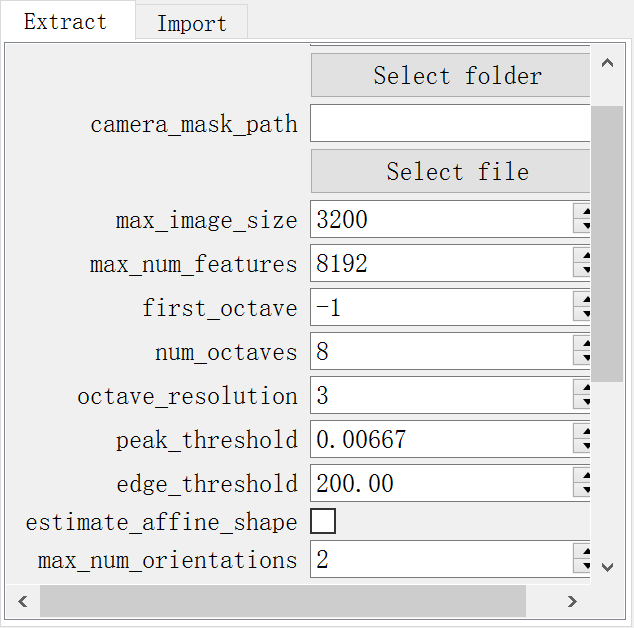 Extract Import
Select folder
camera_mask_path
Select file
max_image_size 3200
max_num_features 8192
first_octave -1
num_octaves 8
octave_resolution 3
peak_threshold 0.00667
edge_threshold 200.00
estimate_affine_shape
max_num_orientations 2